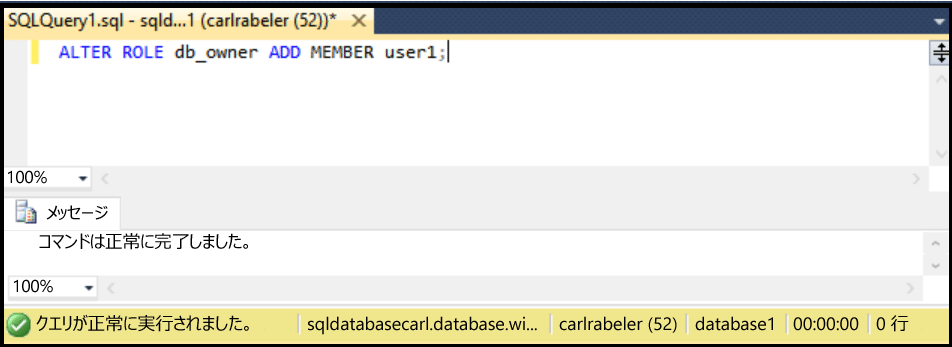 SQLQuery1.sql - sqld...1 (carlrabeler (52))*
ALTER ROLE db_owner ADD MEMBER user1;
100%
メッセージ
コマンドは正常に完了しました。
100%
クエリが正常に実行されました。 sqldatabasecarl.database.wi... carlrabeler (52) database1 00:00:00 0 行